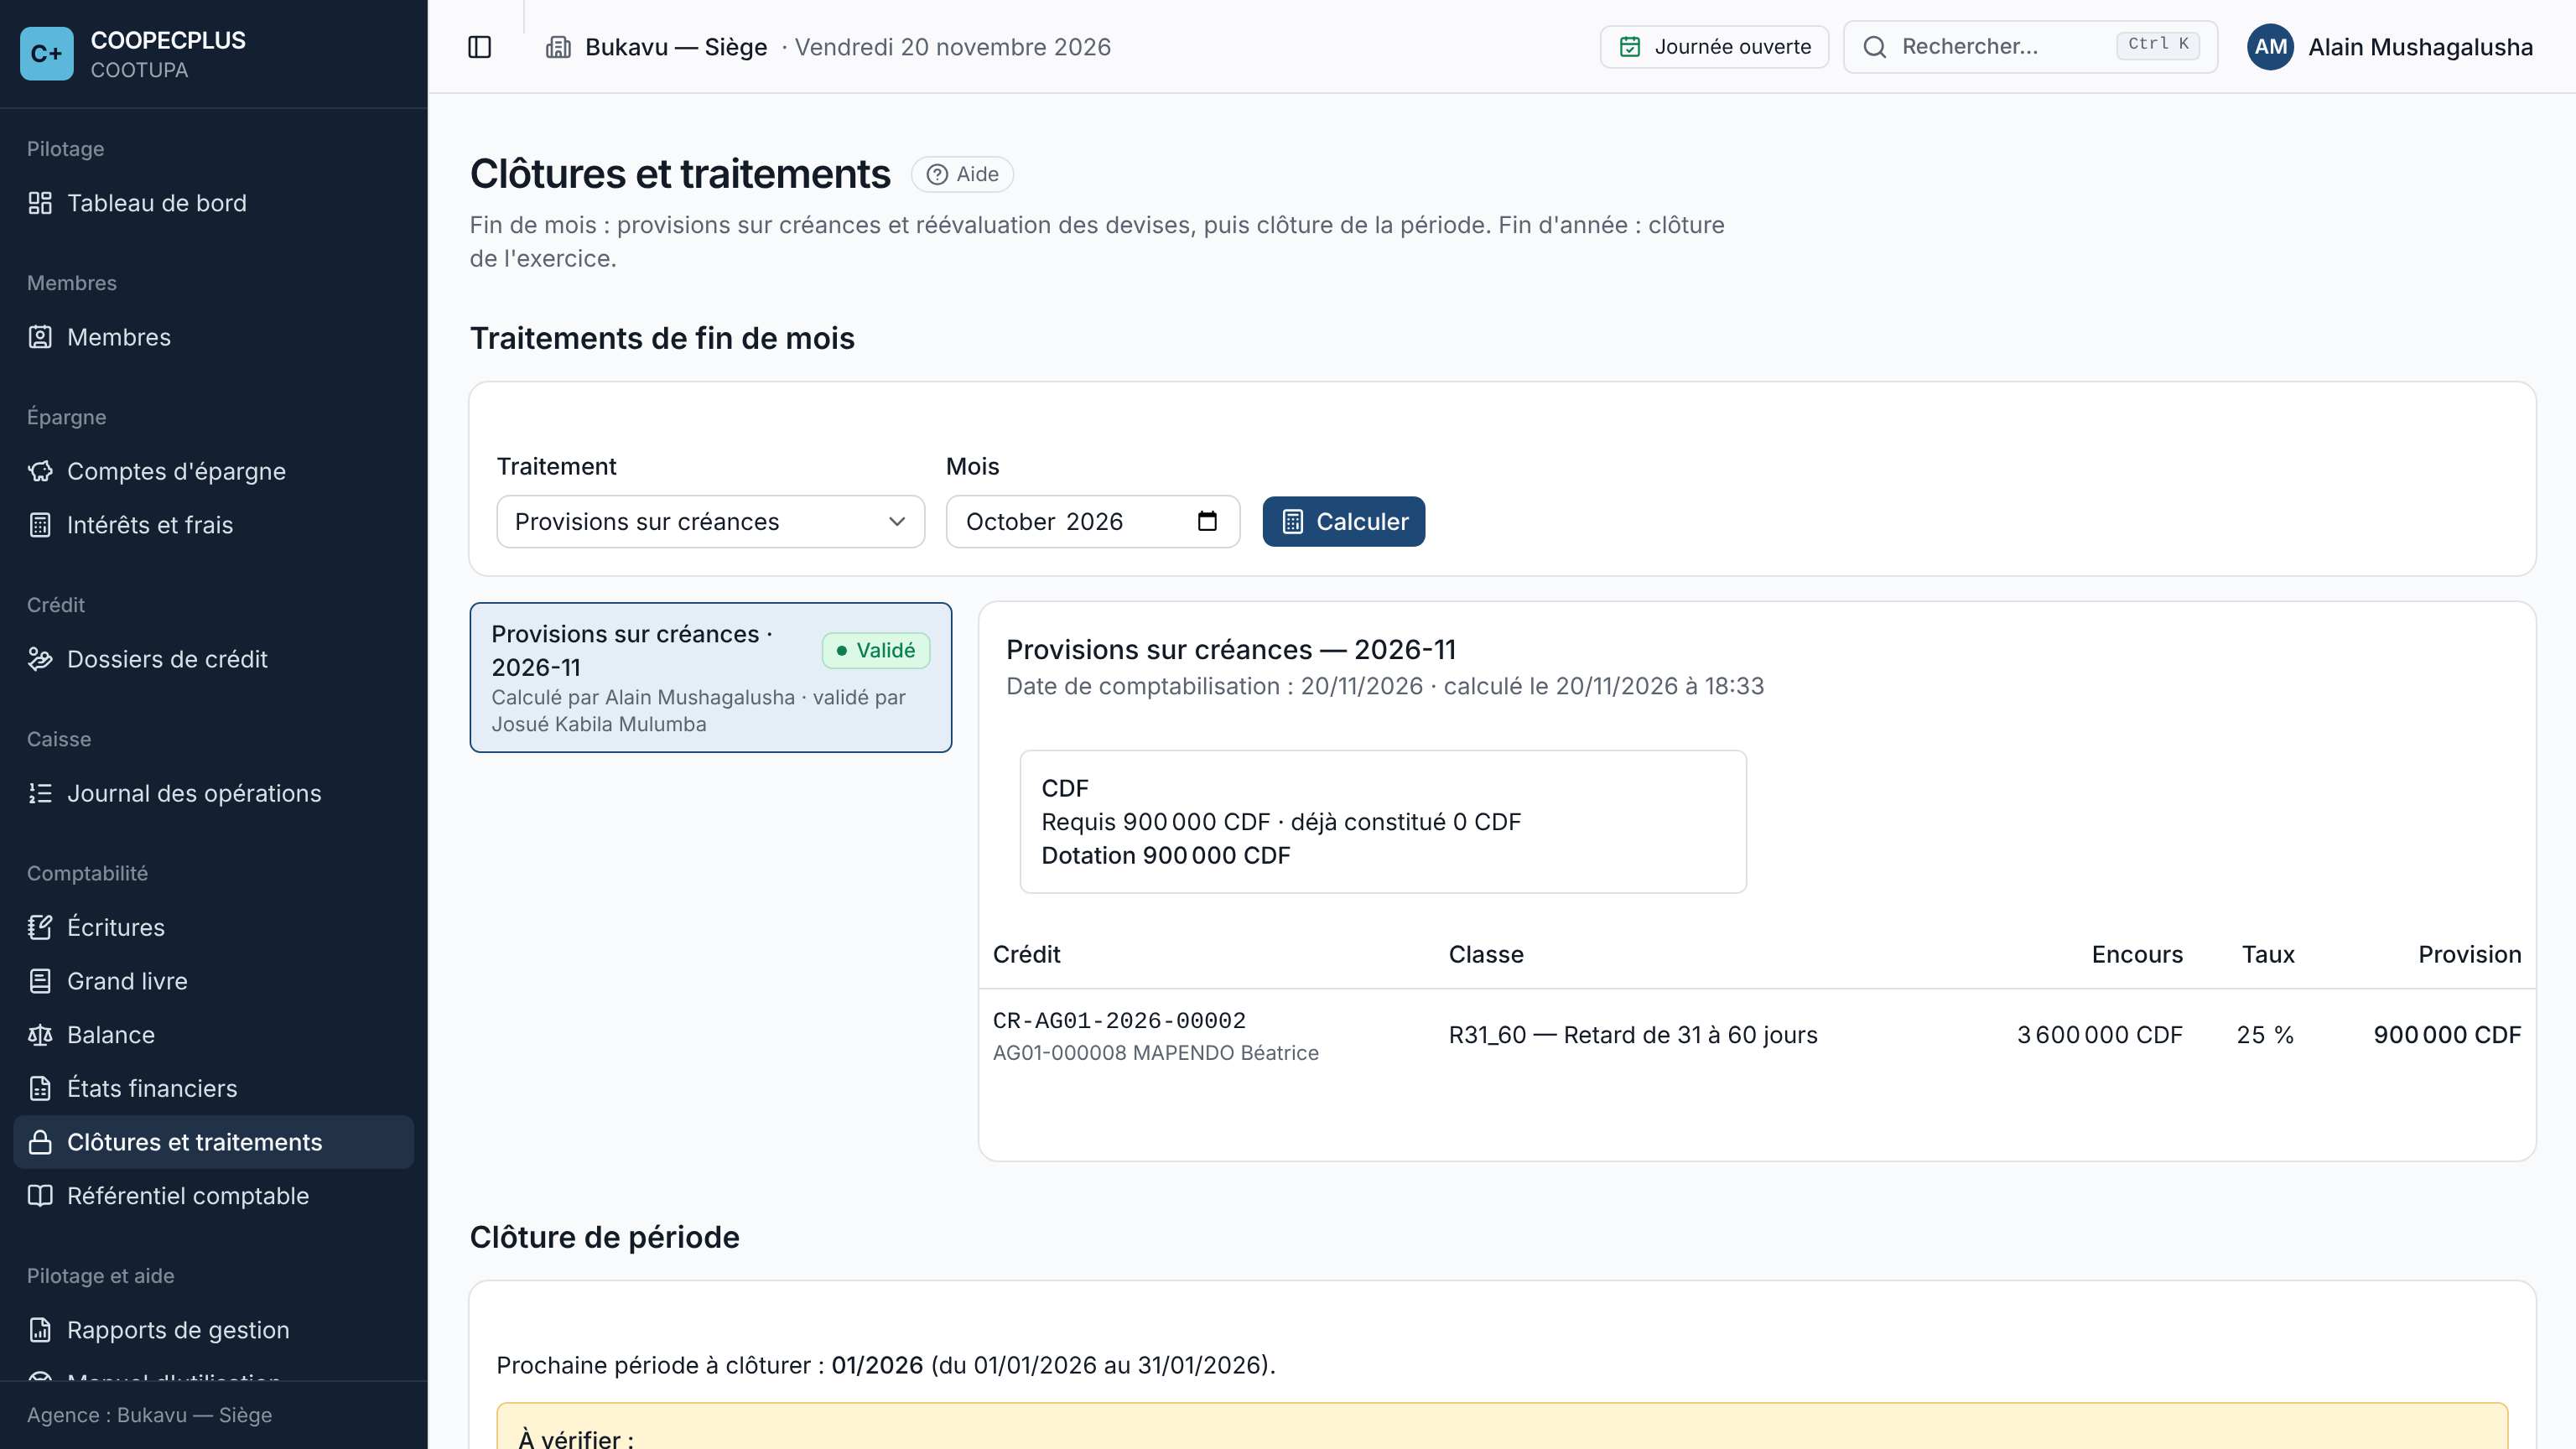 C+
COOPECPLUS
COOTUPA
Pilotage
Tableau de bord
Membres
Membres
Épargne
Comptes d'épargne
Intérêts et frais
Crédit
Dossiers de crédit
Caisse
Journal des opérations
Comptabilité
Écritures
Grand livre
Balance
États financiers
Clôtures et traitements
Référentiel comptable
Pilotage et aide
Rapports de gestion
Manuel d'utilisation
Agence : Bukavu — Siège
Bukavu — Siège · Vendredi 20 novembre 2026
Journée ouverte
Rechercher... Ctrl K
AM Alain Mushagalusha
Clôtures et traitements
Aide
Fin de mois : provisions sur créances et réévaluation des devises, puis clôture de la période. Fin d'année : clôture
de l'exercice.
Traitements de fin de mois
Traitement Mois
Provisions sur créances October 2026 Calculer
Provisions sur créances ·
2026-11
Validé
Calculé par Alain Mushagalusha · validé par
Josué Kabila Mulumba
Provisions sur créances — 2026-11
Date de comptabilisation : 20/11/2026 · calculé le 20/11/2026 à 18:33
CDF
Requis 900 000 CDF · déjà constitué 0 CDF
Dotation 900 000 CDF
Crédit Classe Encours Taux Provision
CR-AG01-2026-00002
AG01-000008 MAPENDO Béatrice
R31_60 — Retard de 31 à 60 jours 3 600 000 CDF 25 % 900 000 CDF
Clôture de période
Prochaine période à clôturer : 01/2026 (du 01/01/2026 au 31/01/2026).
À vérifier :